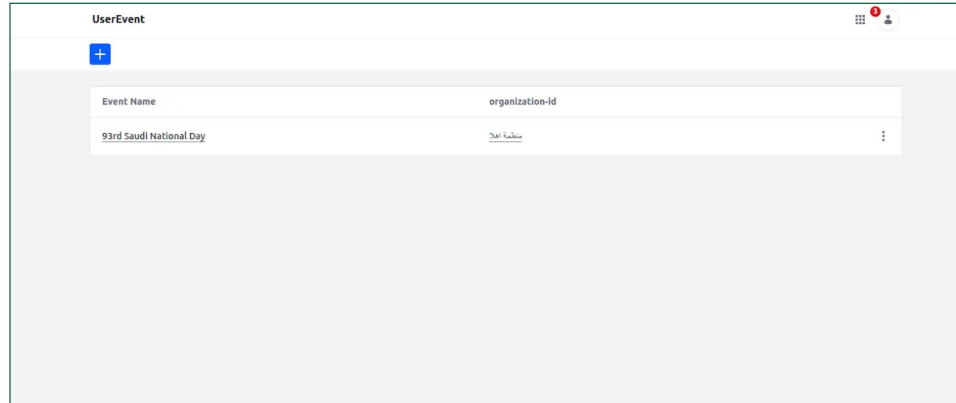 UserEvent
3
+
Event Name organization-id
93rd Saudi National Day منظمة اهلا